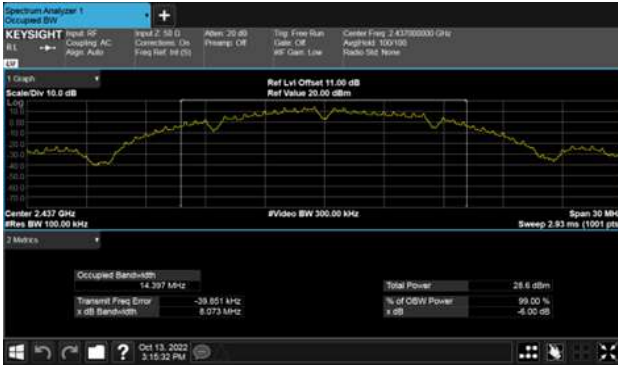 Spectrum Analyzer 1
Occupied BW
+
KEYSIGHT Input: RF Input Z: 50 Ω Atten: 20 dB Trig: Free Run Center Freq: 2.437000000 GHz
RL Coupling: AC Corrections: On Preamp: Off Gate: Off Avg|Hold: 100/100
Align: Auto Freq Ref: Int (S) #IF Gain: Low Radio Std: None
1 Graph
Scale/Div 10.0 dB
Ref Lvl Offset 11.00 dB
Ref Value 20.00 dBm
Log
10.0
0.00
Center 2.437 GHz #Video BW 300.00 kHz Span 30 MH
#Res BW 100.00 kHz Sweep 2.93 ms (1001 pts
2 Metrics
Occupied Bandwidth
14.397 MHz
Total Power 28.6 dBm
Transmit Freq Error -39.851 kHz % of OBW Power 99.00 %
x dB Bandwidth 8.073 MHz x dB -6.00 dB
? Oct 13, 2022
3:15:32 PM